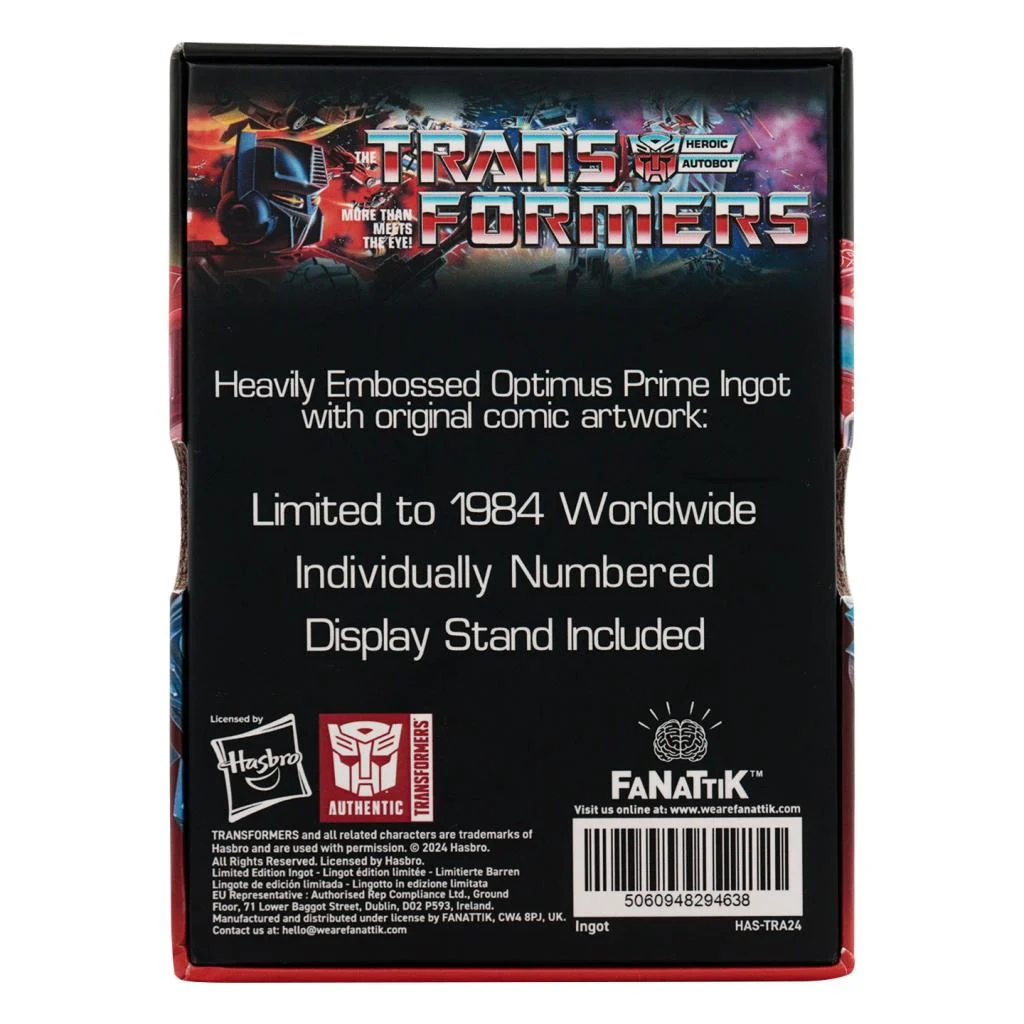 THE TRANSFORMERS
HEROIC
AUTOBOT
MORE THAN
MEETS
THE EYE!
Heavily Embossed Optimus Prime Ingot
with original comic artwork:
Limited to 1984 Worldwide
Individually Numbered
Display Stand Included
Licensed by
Hasbro
AUTHENTIC
TRANSFORMERS
TRANSFORMERS and all related characters are trademarks of
Hasbro and are used with permission. © 2024 Hasbro.
All Rights Reserved. Licensed by Hasbro.
Limited Edition Ingot - Lingot édition limitée - Limitierte Barren
Lingote de edición limitada - Lingotto in edizione limitata
EU Representative : Authorised Rep Compliance Ltd., Ground
Floor, 71 Lower Baggot Street, Dublin, D02 P593, Ireland.
Manufactured and distributed under license by FANATTIK, CW4 8PJ, UK.
Contact us at: hello@wearefanattik.com
FANATTIK™
Visit us online at: www.wearefanattik.com
5060948294638
Ingot
HAS-TRA24